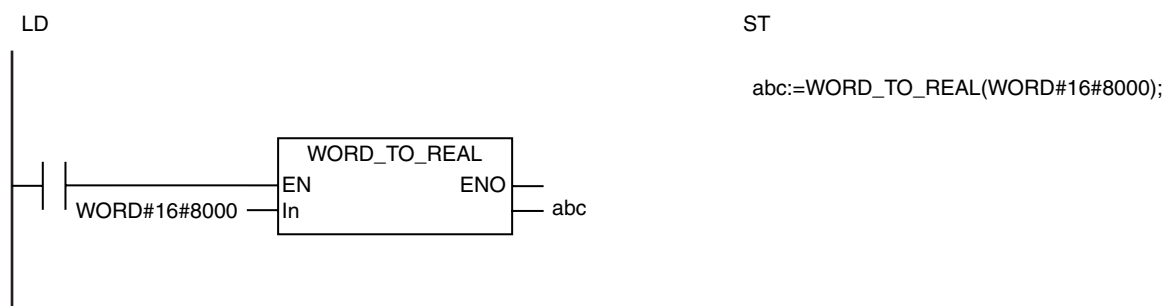 LD
ST
abc:=WORD_TO_REAL(WORD#16#8000);
WORD_TO_REAL
EN ENO
WORD#16#8000 In abc